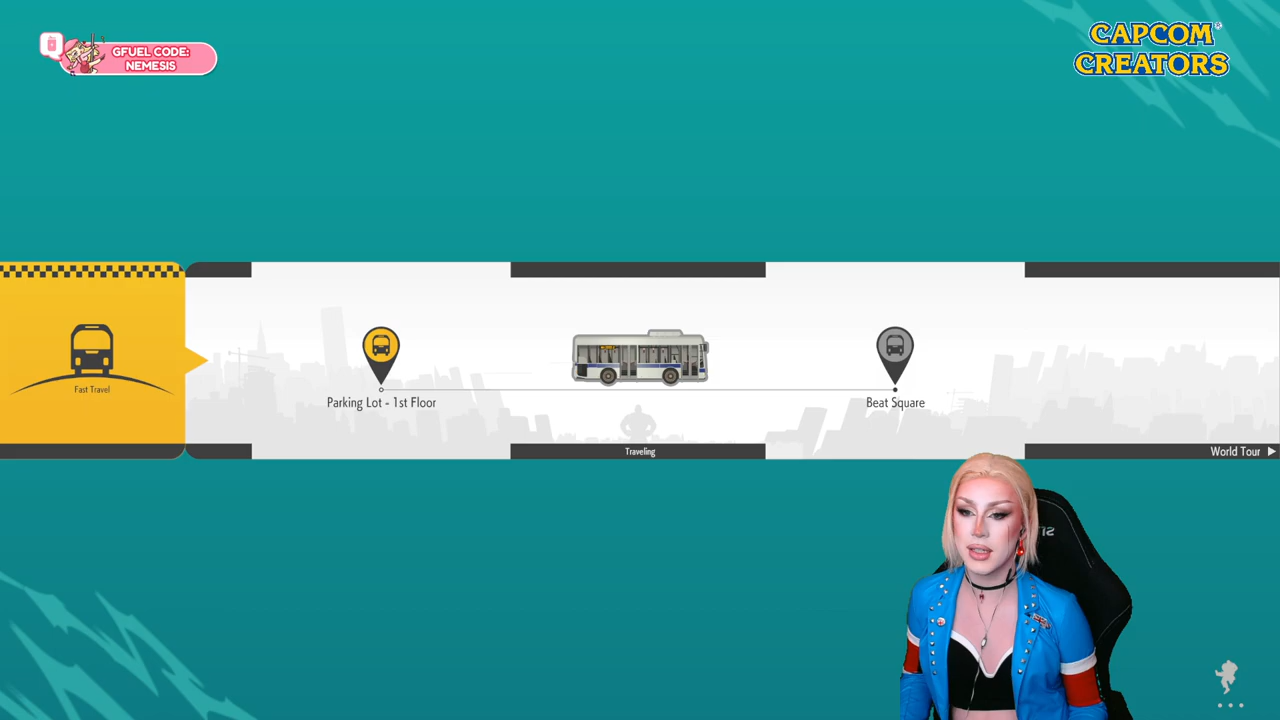 GFUEL CODE:
NEMESIS
CAPCOM
CREATORS
Fast Travel
Parking Lot - 1st Floor
Beat Square
Traveling
World Tour